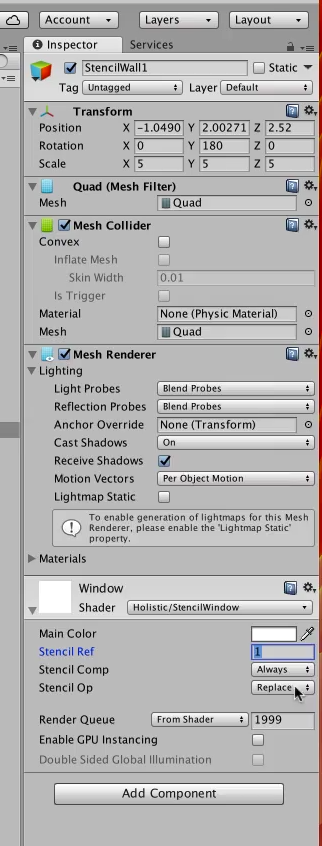 Account Layers Layout
Inspector Services
StencilWall1 Static
Tag Untagged Layer Default
Transform
Position X -1.0490 Y 2.00271 Z 2.52
Rotation X 0 Y 180 Z 0
Scale X 5 Y 5 Z 5
Quad (Mesh Filter)
Mesh Quad
Mesh Collider
Convex
Inflate Mesh
Skin Width 0.01
Is Trigger
Material None (Physic Material)
Mesh Quad
Mesh Renderer
Lighting
Light Probes Blend Probes
Reflection Probes Blend Probes
Anchor Override None (Transform)
Cast Shadows On
Receive Shadows
Motion Vectors Per Object Motion
Lightmap Static
To enable generation of lightmaps for this Mesh
Renderer, please enable the 'Lightmap Static'
property.
Materials
Window
Shader Holistic/StencilWindow
Main Color
Stencil Ref 1
Stencil Comp Always
Stencil Op Replace
Render Queue From Shader 1999
Enable GPU Instancing
Double Sided Global Illumination
Add Component